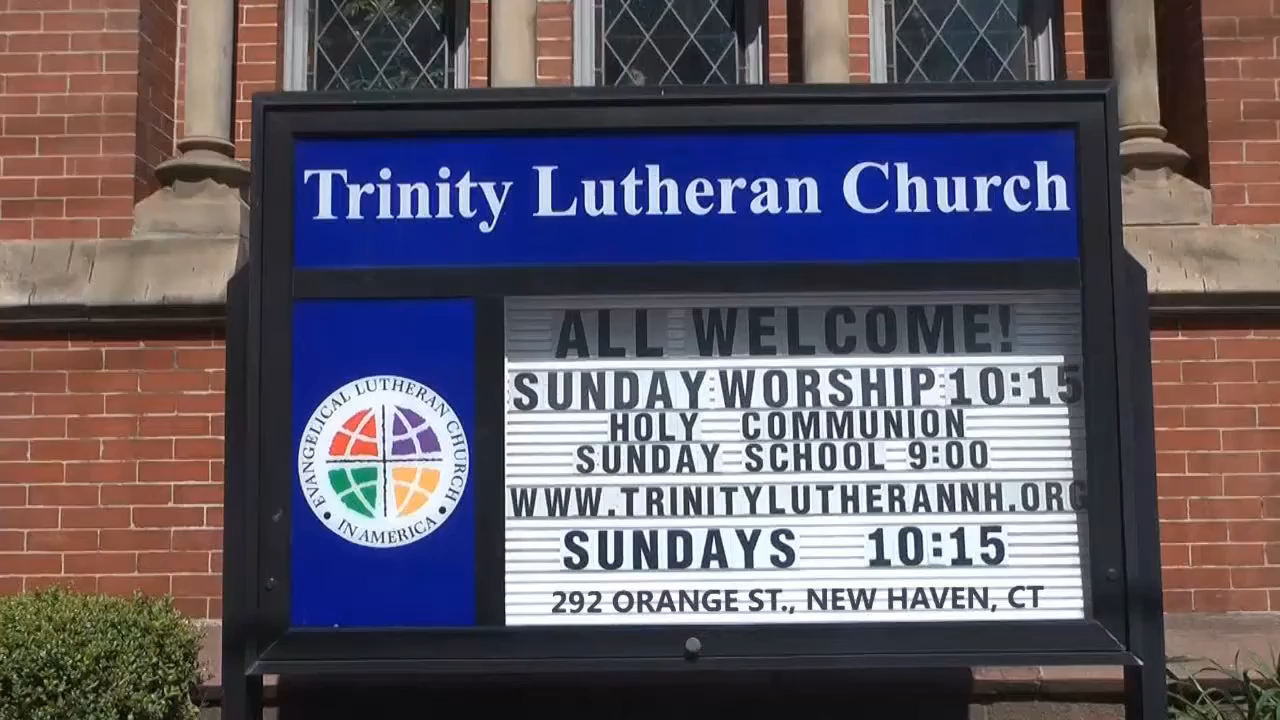 Trinity Lutheran Church
ALL WELCOME!
SUNDAY WORSHIP 10:15
HOLY COMMUNION
SUNDAY SCHOOL 9:00
WWW.TRINITYLUTHERANNH.ORG
SUNDAYS 10:15
292 ORANGE ST., NEW HAVEN, CT
EVANGELICAL LUTHERAN CHURCH
• IN AMERICA •